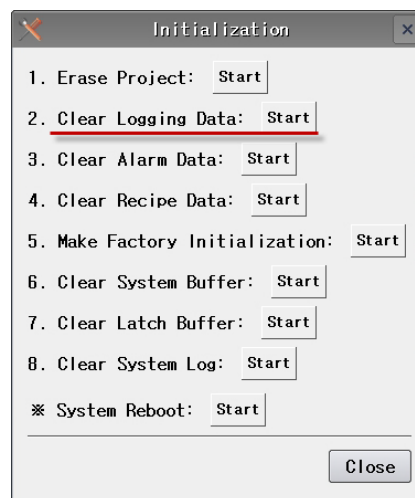 Initialization
1. Erase Project: Start
2. Clear Logging Data: Start
3. Clear Alarm Data: Start
4. Clear Recipe Data: Start
5. Make Factory Initialization: Start
6. Clear System Buffer: Start
7. Clear Latch Buffer: Start
8. Clear System Log: Start
※ System Reboot: Start
Close